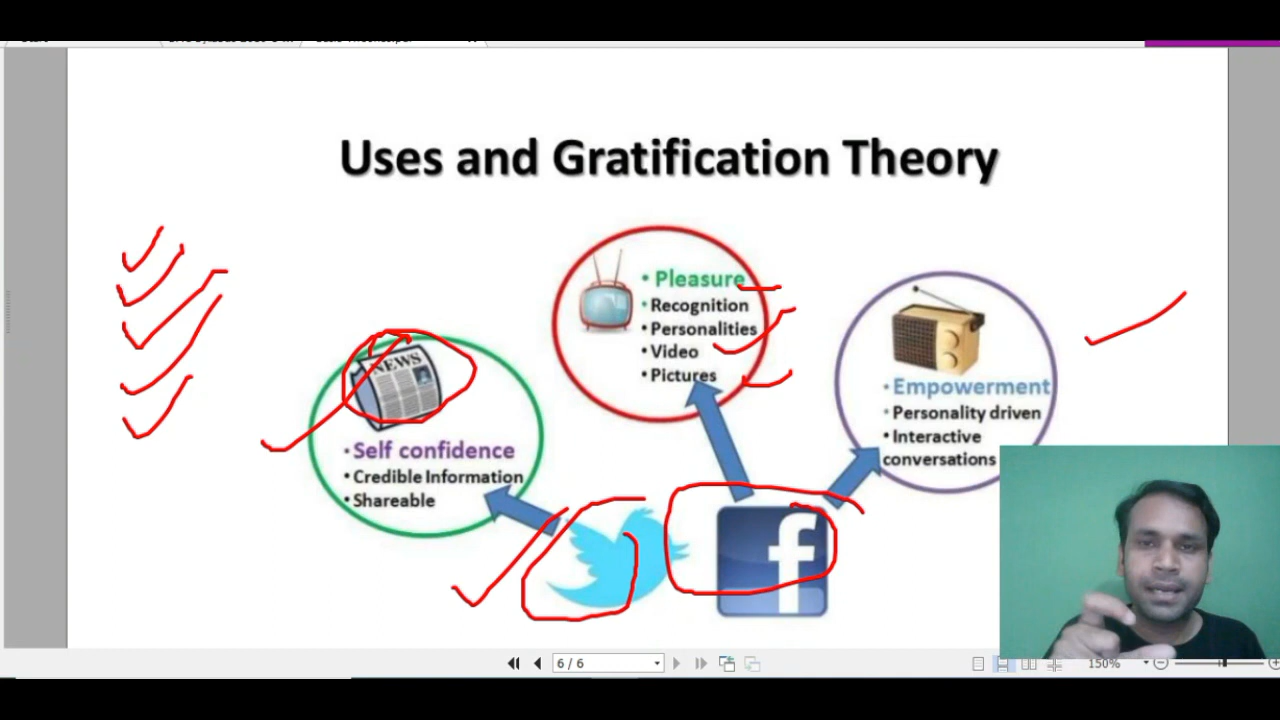 Uses and Gratification Theory
NEWS
• Self confidence
• Credible Information
• Shareable
• Pleasure
• Recognition
• Personalities
• Video
• Pictures
• Empowerment
• Personality driven
• Interactive
conversations
f
6 / 6
150%